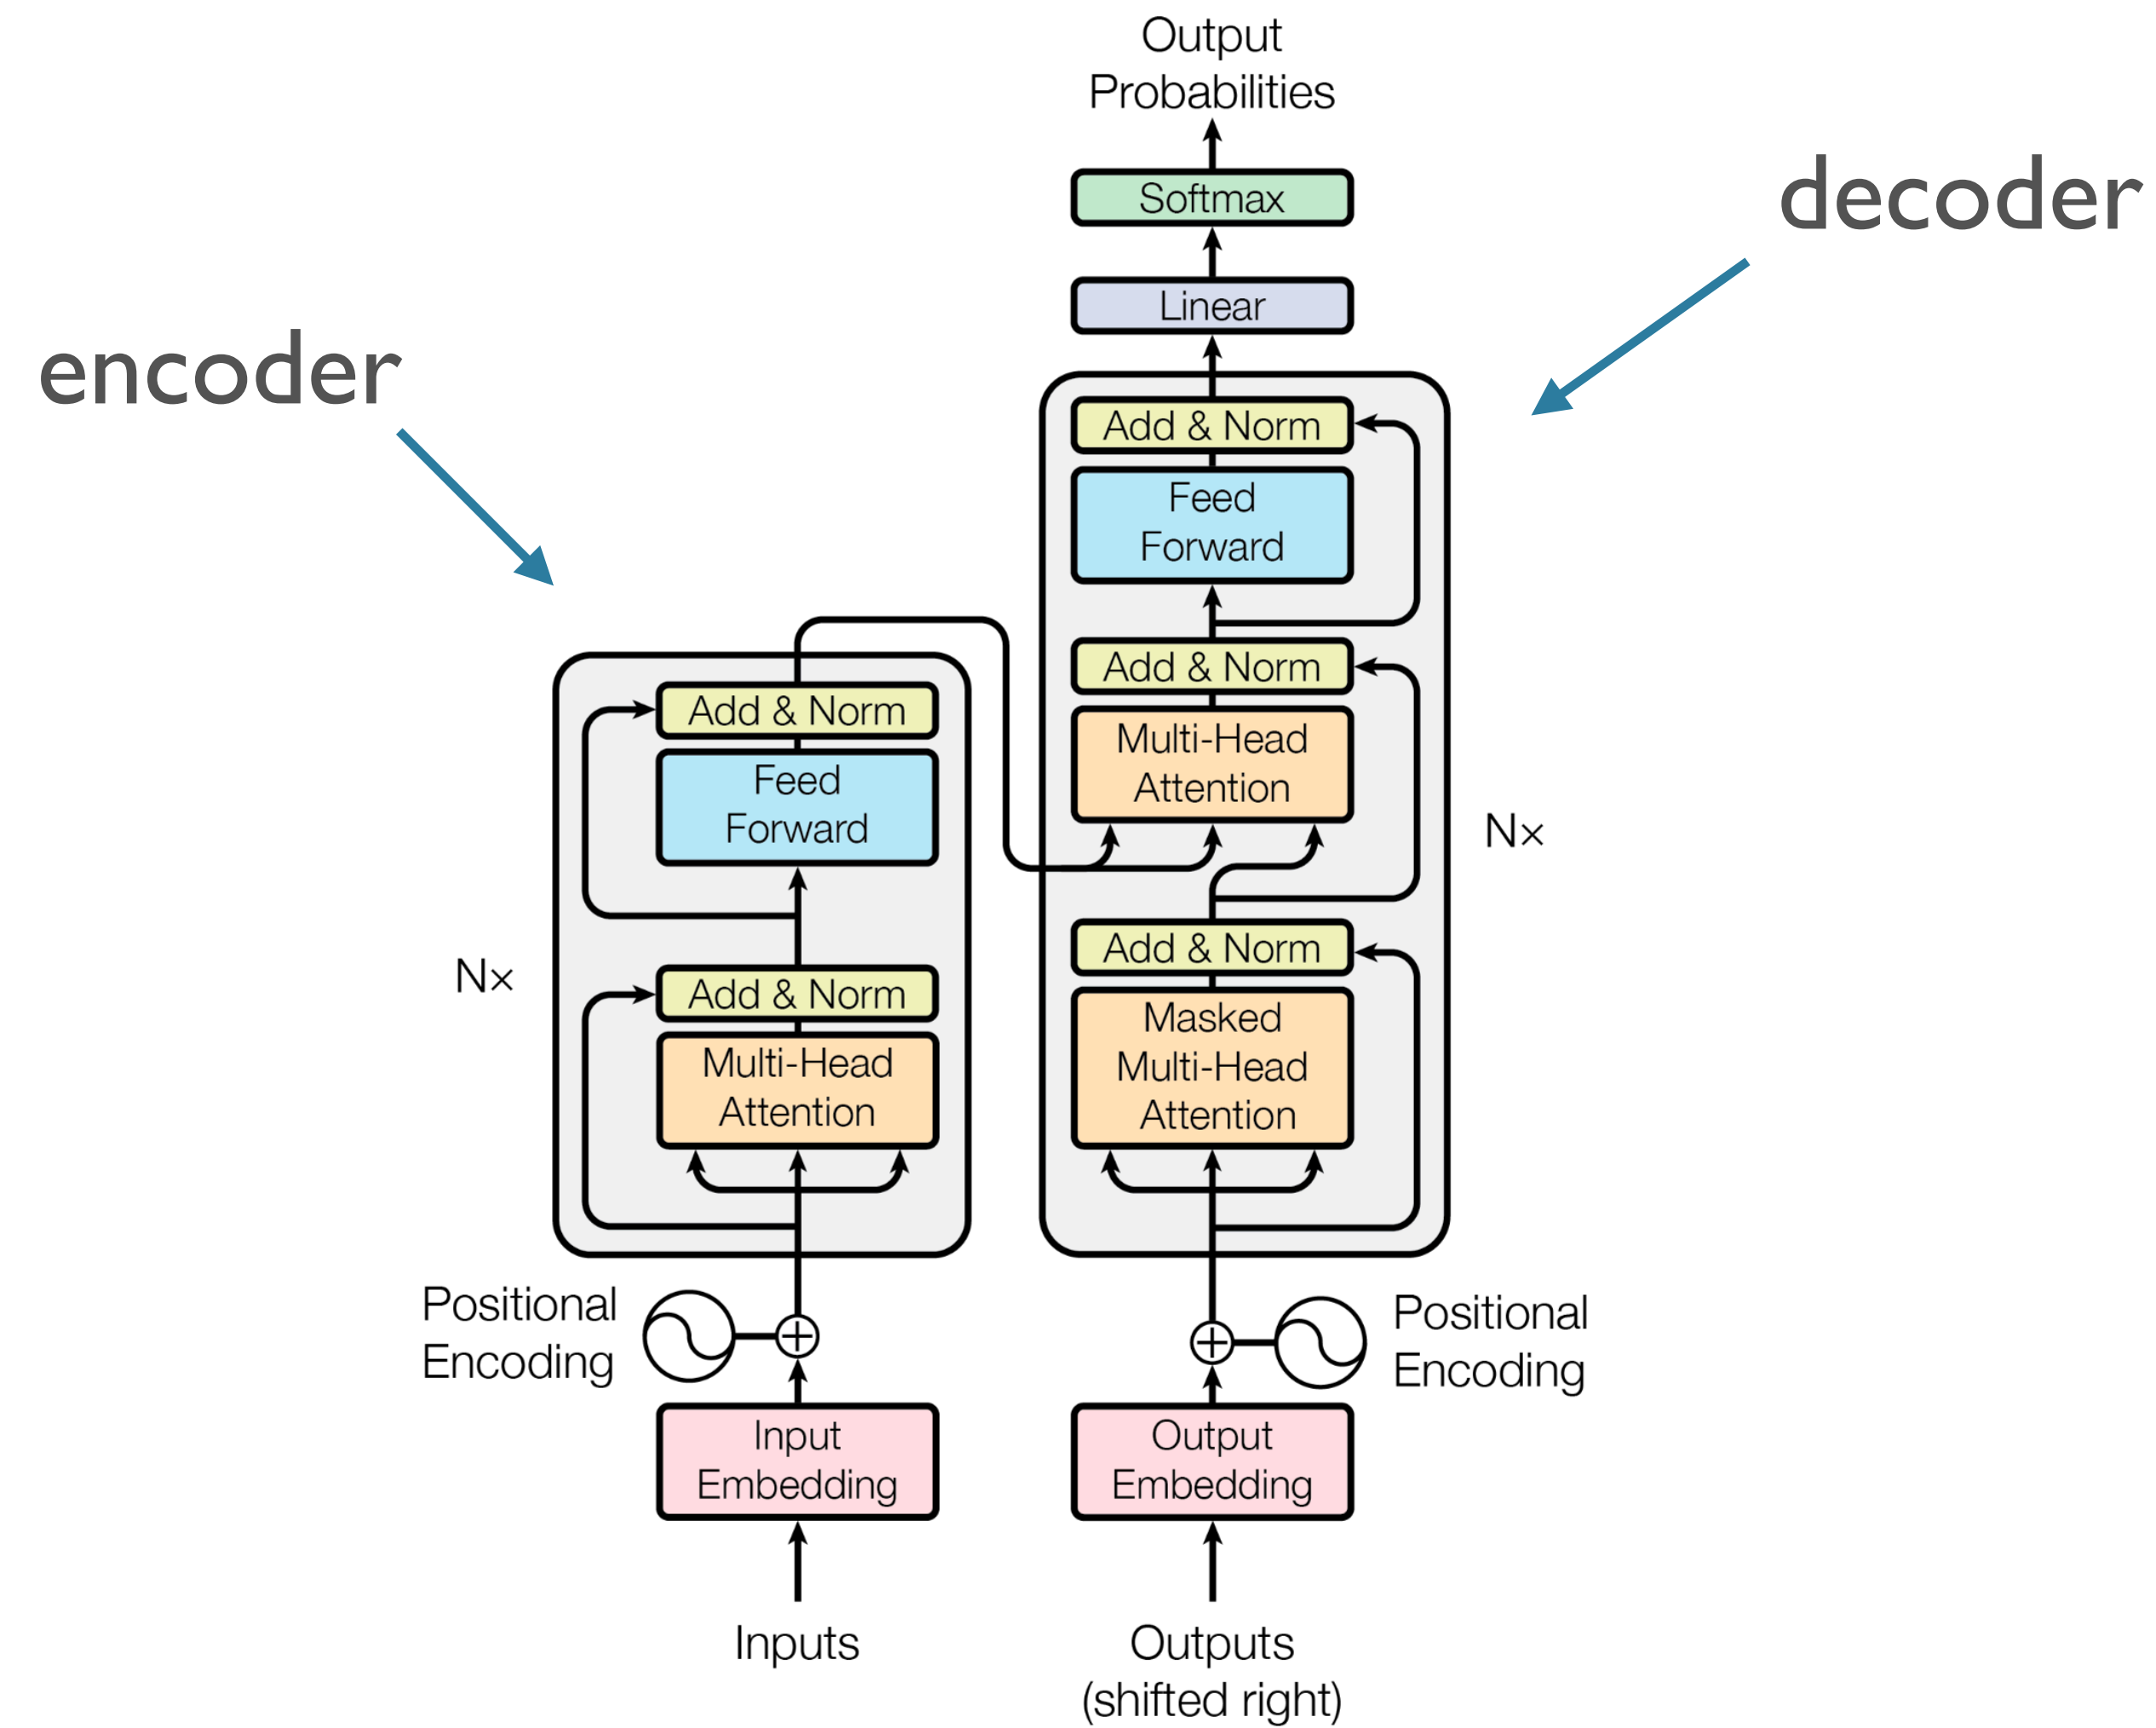 Output
Probabilities
Softmax
decoder
Linear
encoder
Add & Norm
Feed
Forward
Add & Norm
Multi-Head
Attention
N×
Add & Norm
Masked
Multi-Head
Attention
Add & Norm
Feed
Forward
N×
Add & Norm
Multi-Head
Attention
Positional
Encoding
Positional
Encoding
Input
Embedding
Output
Embedding
Inputs
Outputs
(shifted right)